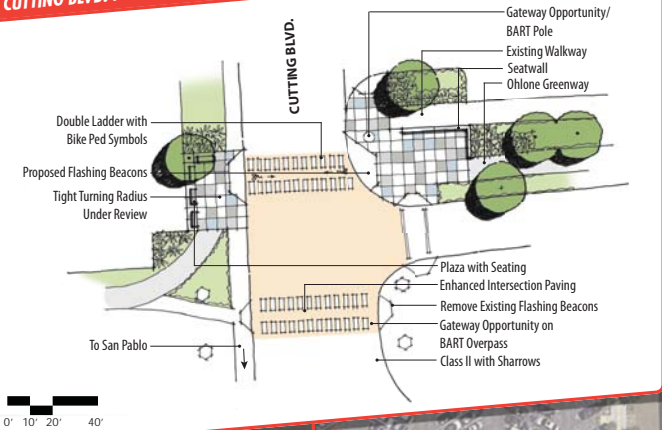 CUTTING BLVD.
CUTTING BLVD.
Gateway Opportunity/
BART Pole
Existing Walkway
Seatwall
Ohlone Greenway
Double Ladder with
Bike Ped Symbols
Proposed Flashing Beacons
Tight Turning Radius
Under Review
Plaza with Seating
Enhanced Intersection Paving
Remove Existing Flashing Beacons
Gateway Opportunity on
BART Overpass
Class II with Sharrows
To San Pablo
0' 10' 20' 40'